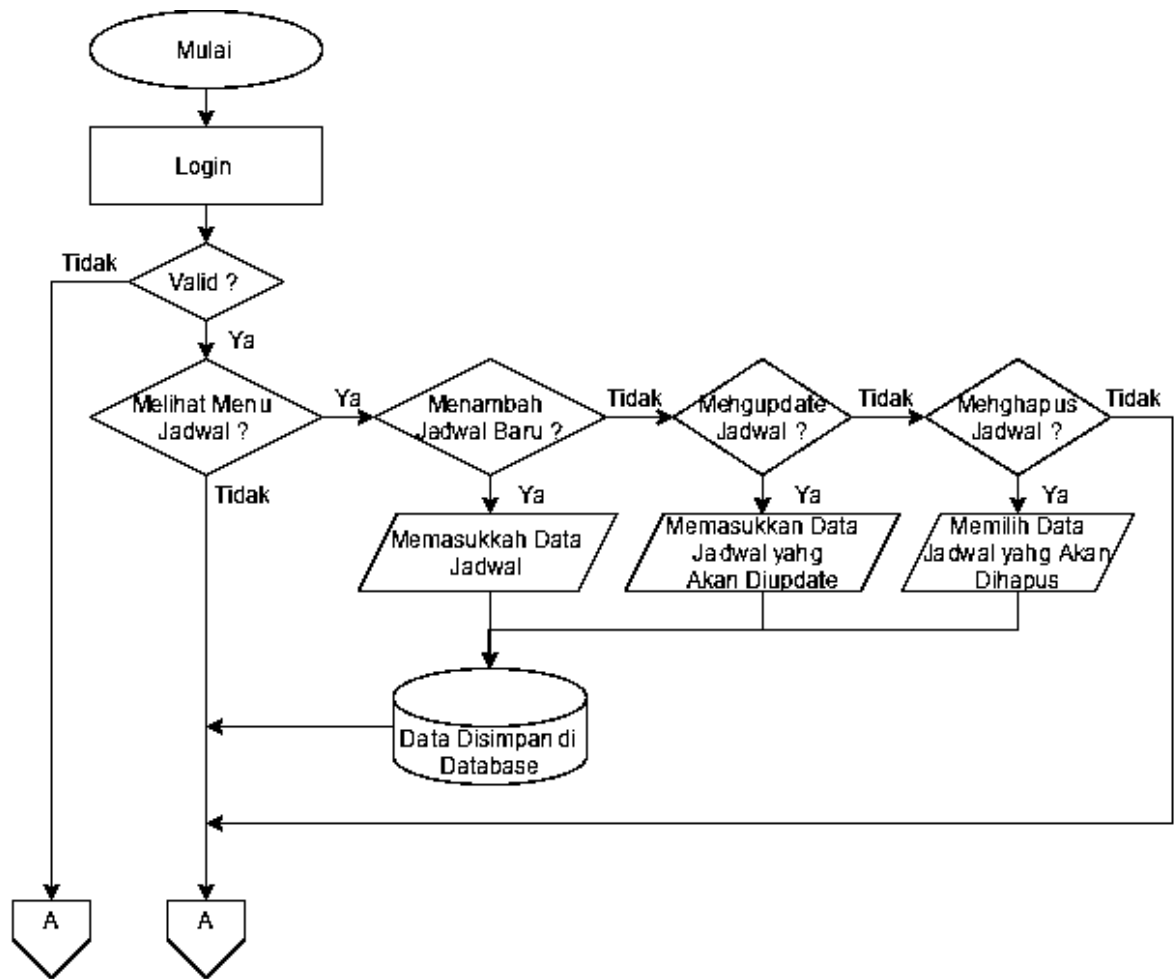 Mulai
Login
Tidak
Valid ?
Ya
Melihat Menu
Jadwal ?
Ya
Menambah
Jadwal Baru ?
Tidak
Mehgupdate
Jadwal ?
Tidak
Mehghapus
Jadwal ?
Tidak
Tidak
Ya
Ya
Ya
Memasukkah Data
Jadwal
Memasukkan Data
Jadwal yahg
Akan Diupdate
Memilih Data
Jadwal yahg Akan
Dihapus
Data Disimpan di
Database
A
A